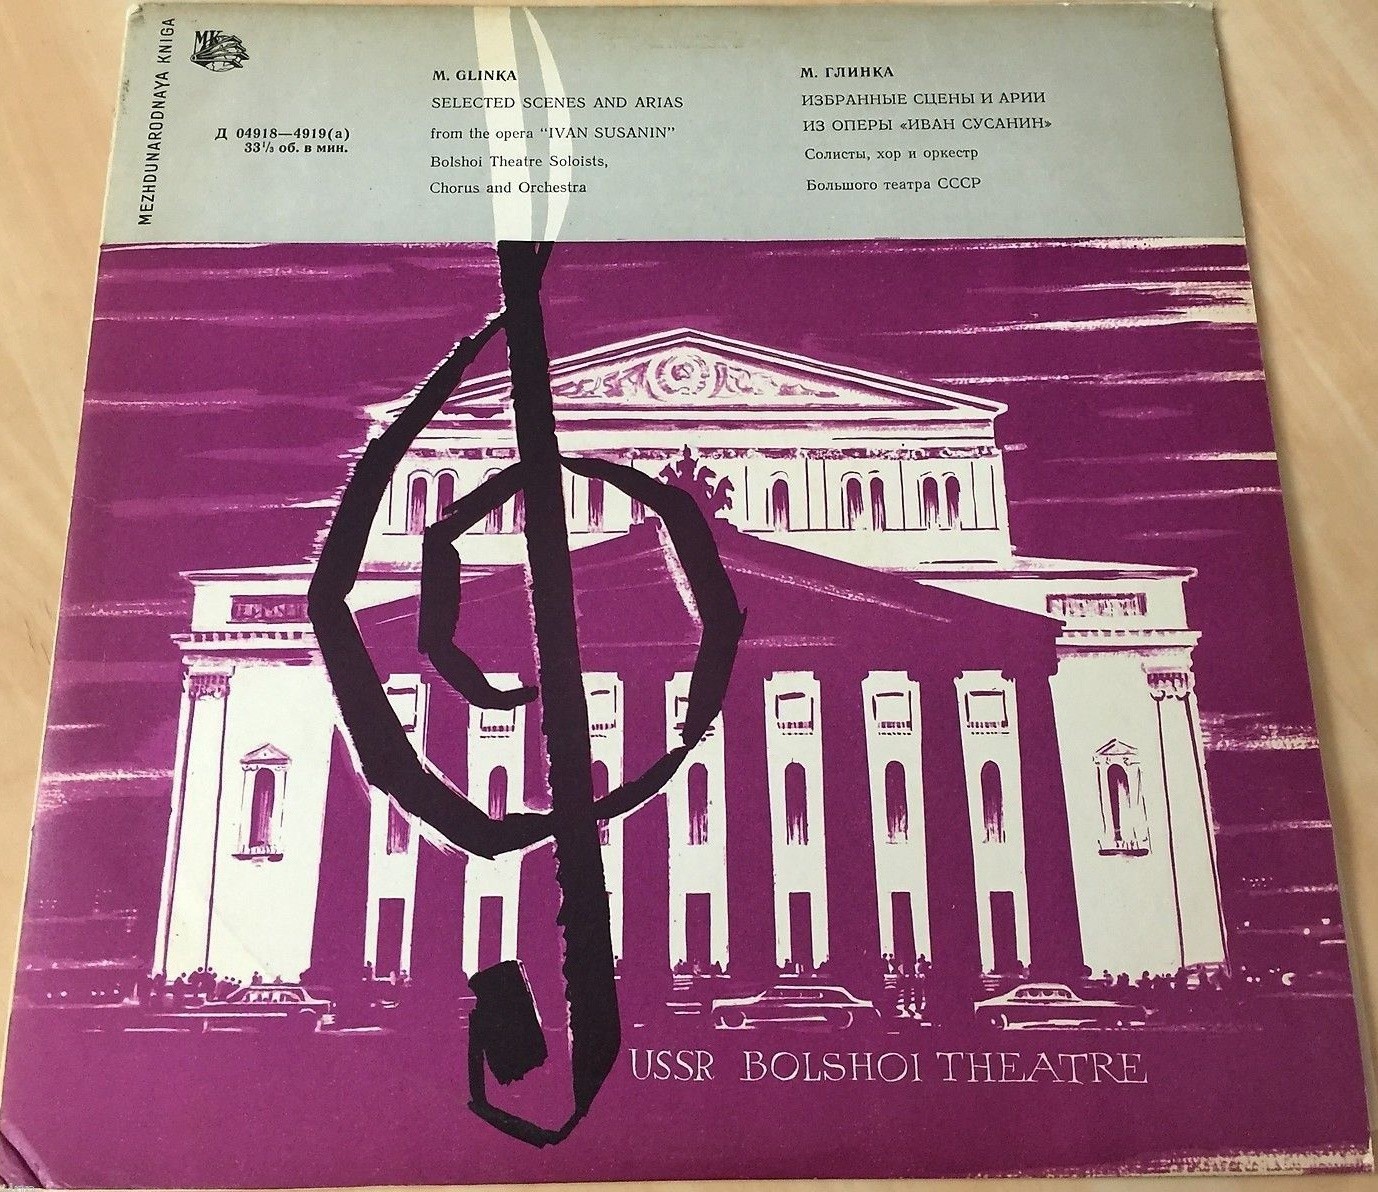 MEZHDUNARODNAYA KNIGA
МК
Д 04918—4919(а)
33⅓ об. в мин.
M. GLINKA
SELECTED SCENES AND ARIAS
from the opera "IVAN SUSANIN"
Bolshoi Theatre Soloists,
Chorus and Orchestra
М. ГЛИНКА
ИЗБРАННЫЕ СЦЕНЫ И АРИИ
ИЗ ОПЕРЫ «ИВАН СУСАНИН»
Солисты, хор и оркестр
Большого театра СССР
USSR BOLSHOI THEATRE